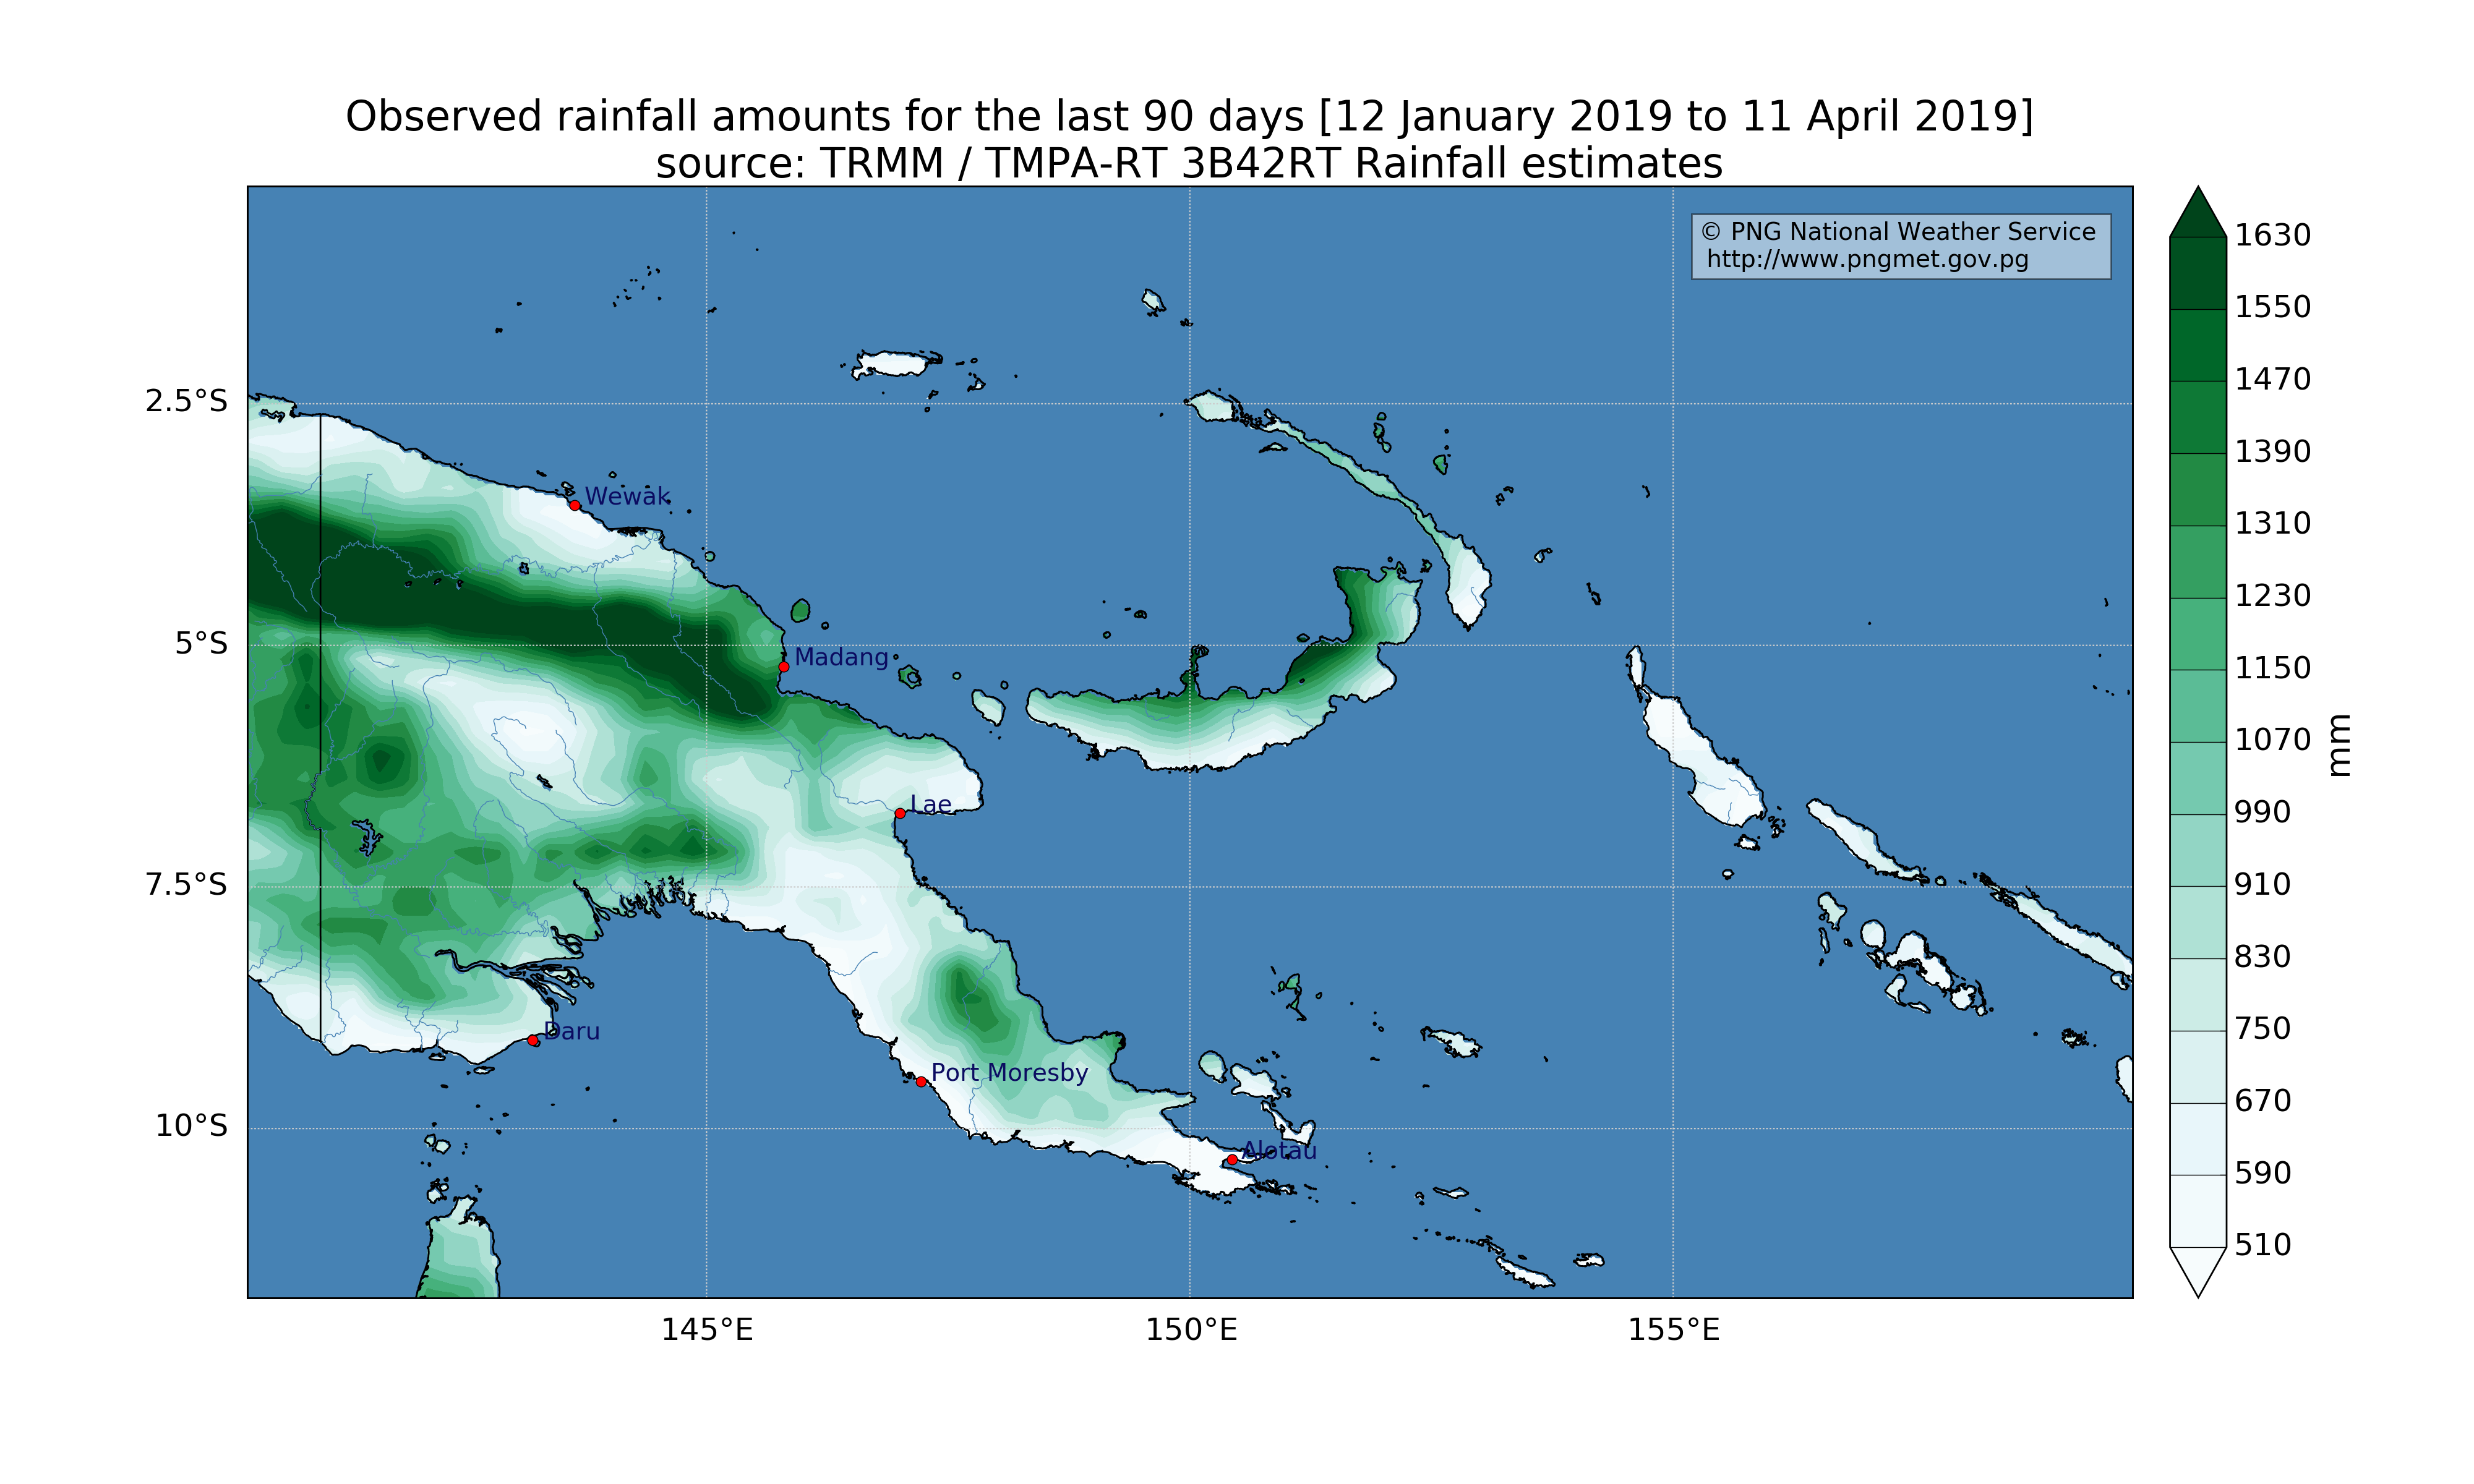 Observed rainfall amounts for the last 90 days [12 January 2019 to 11 April 2019]
source: TRMM / TMPA-RT 3B42RT Rainfall estimates
© PNG National Weather Service
http://www.pngmet.gov.pg
2.5°S
5°S
7.5°S
10°S
Wewak
Madang
Lae
Daru
Port Moresby
Alotau
145°E
150°E
155°E
1630
1550
1470
1390
1310
1230
1150
1070
990
910
830
750
670
590
510
mm